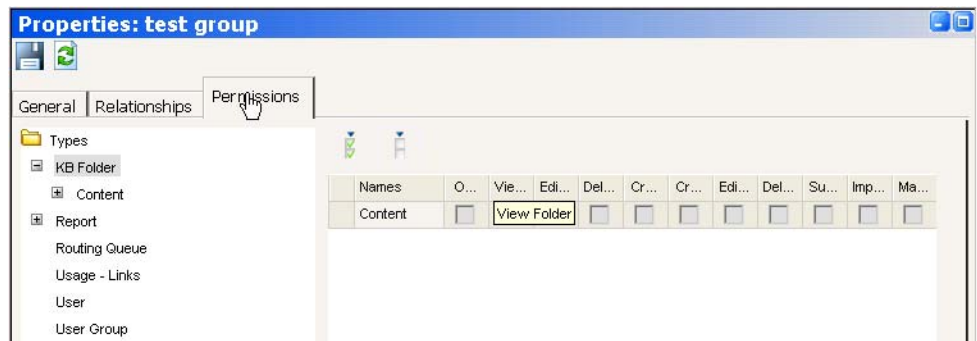 Properties: test group
General Relationships Permissions
Types
KB Folder
Content
Report
Routing Queue
Usage - Links
User
User Group
Names O... Vie... Edi... Del... Cr... Cr... Edi... Del... Su... Imp... Ma...
Content View Folder